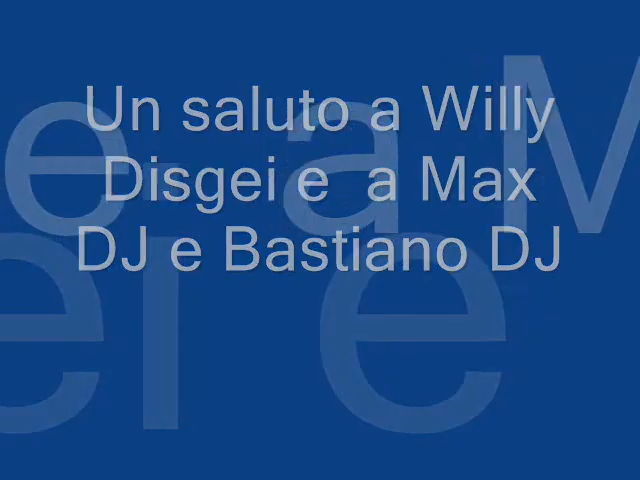 Un saluto a Willy
Disgei e  a Max
DJ e Bastiano DJ